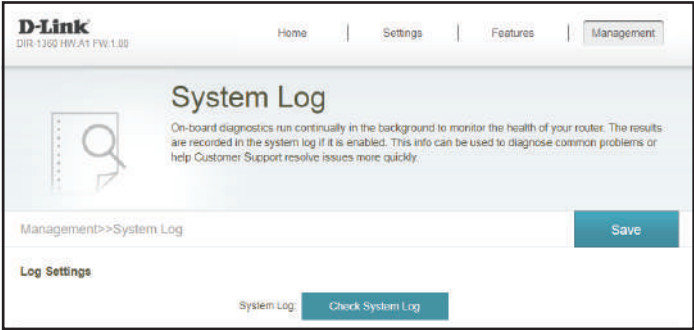 D-Link
DIR-1360 HW:A1 FW:1.00
Home | Settings | Features | Management
System Log
On-board diagnostics run continually in the background to monitor the health of your router. The results
are recorded in the system log if it is enabled. This info can be used to diagnose common problems or
help Customer Support resolve issues more quickly.
Management>>System Log
Save
Log Settings
System Log: Check System Log